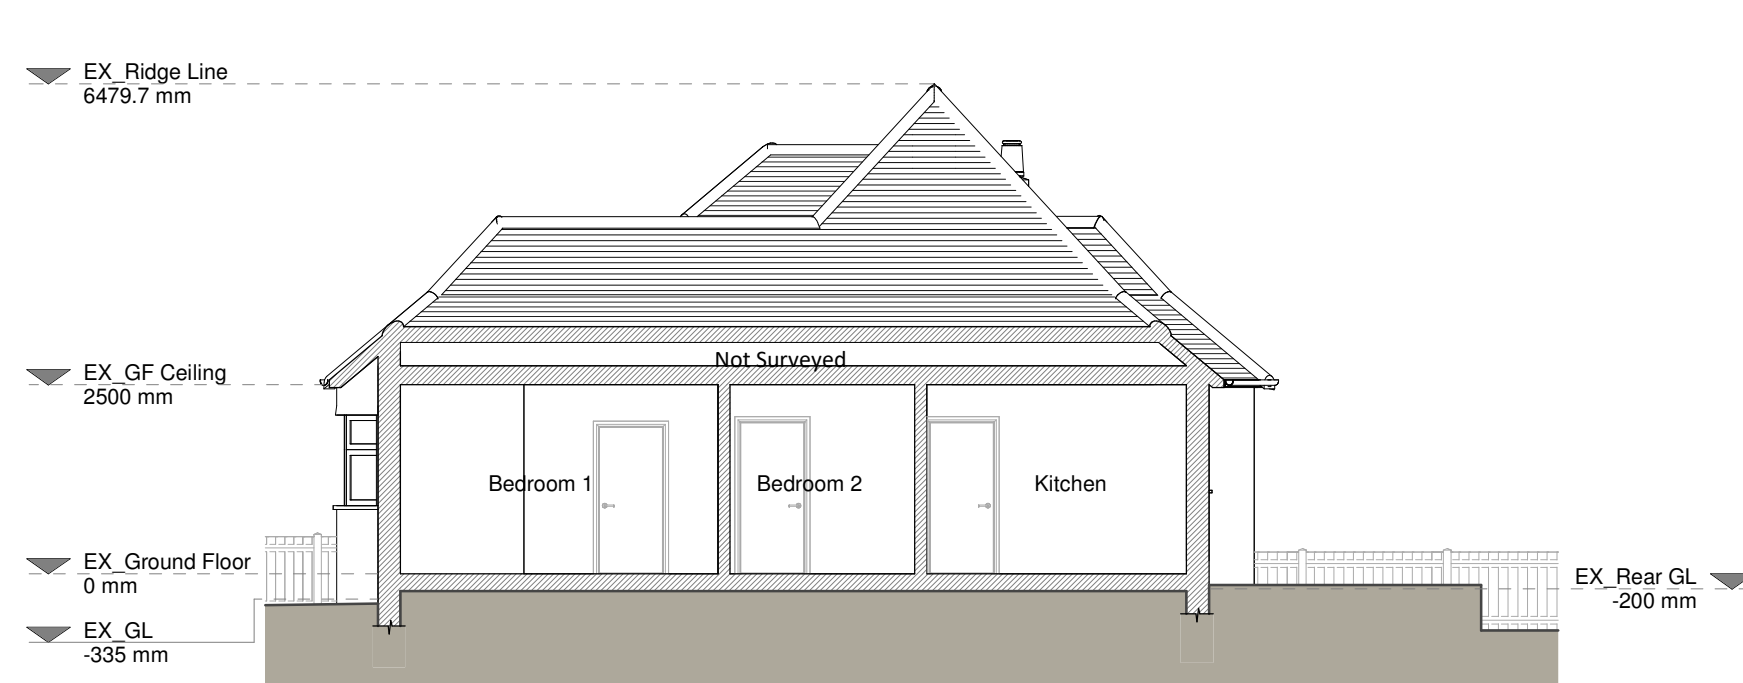 EX_Ridge Line
6479.7 mm
Not Surveyed
EX_GF Ceiling
2500 mm
Bedroom 1
Bedroom 2
Kitchen
EX_Ground Floor
0 mm
EX_Rear GL
-200 mm
EX_GL
-335 mm